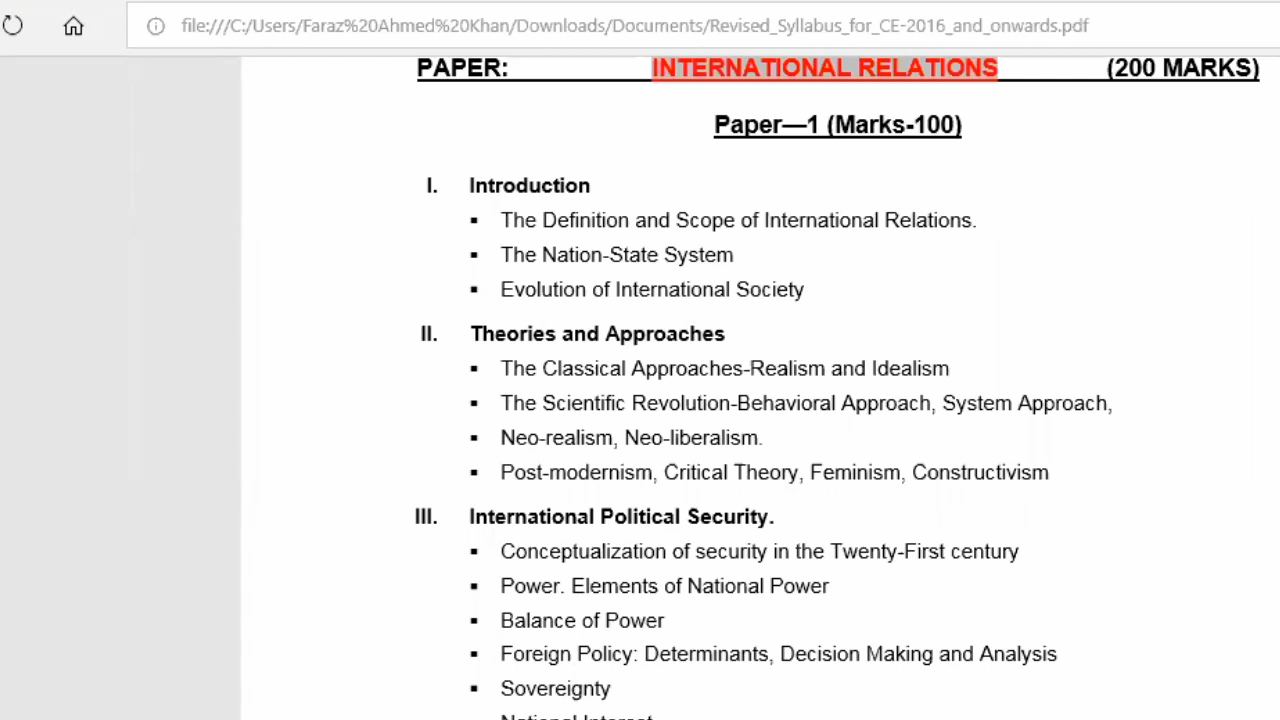 file:///C:/Users/Faraz%20Ahmed%20Khan/Downloads/Documents/Revised_Syllabus_for_CE-2016_and_onwards.pdf
PAPER: INTERNATIONAL RELATIONS (200 MARKS)
Paper—1 (Marks-100)
I. Introduction
▪ The Definition and Scope of International Relations.
▪ The Nation-State System
▪ Evolution of International Society
II. Theories and Approaches
▪ The Classical Approaches-Realism and Idealism
▪ The Scientific Revolution-Behavioral Approach, System Approach,
▪ Neo-realism, Neo-liberalism.
▪ Post-modernism, Critical Theory, Feminism, Constructivism
III. International Political Security.
▪ Conceptualization of security in the Twenty-First century
▪ Power. Elements of National Power
▪ Balance of Power
▪ Foreign Policy: Determinants, Decision Making and Analysis
▪ Sovereignty
National Interest